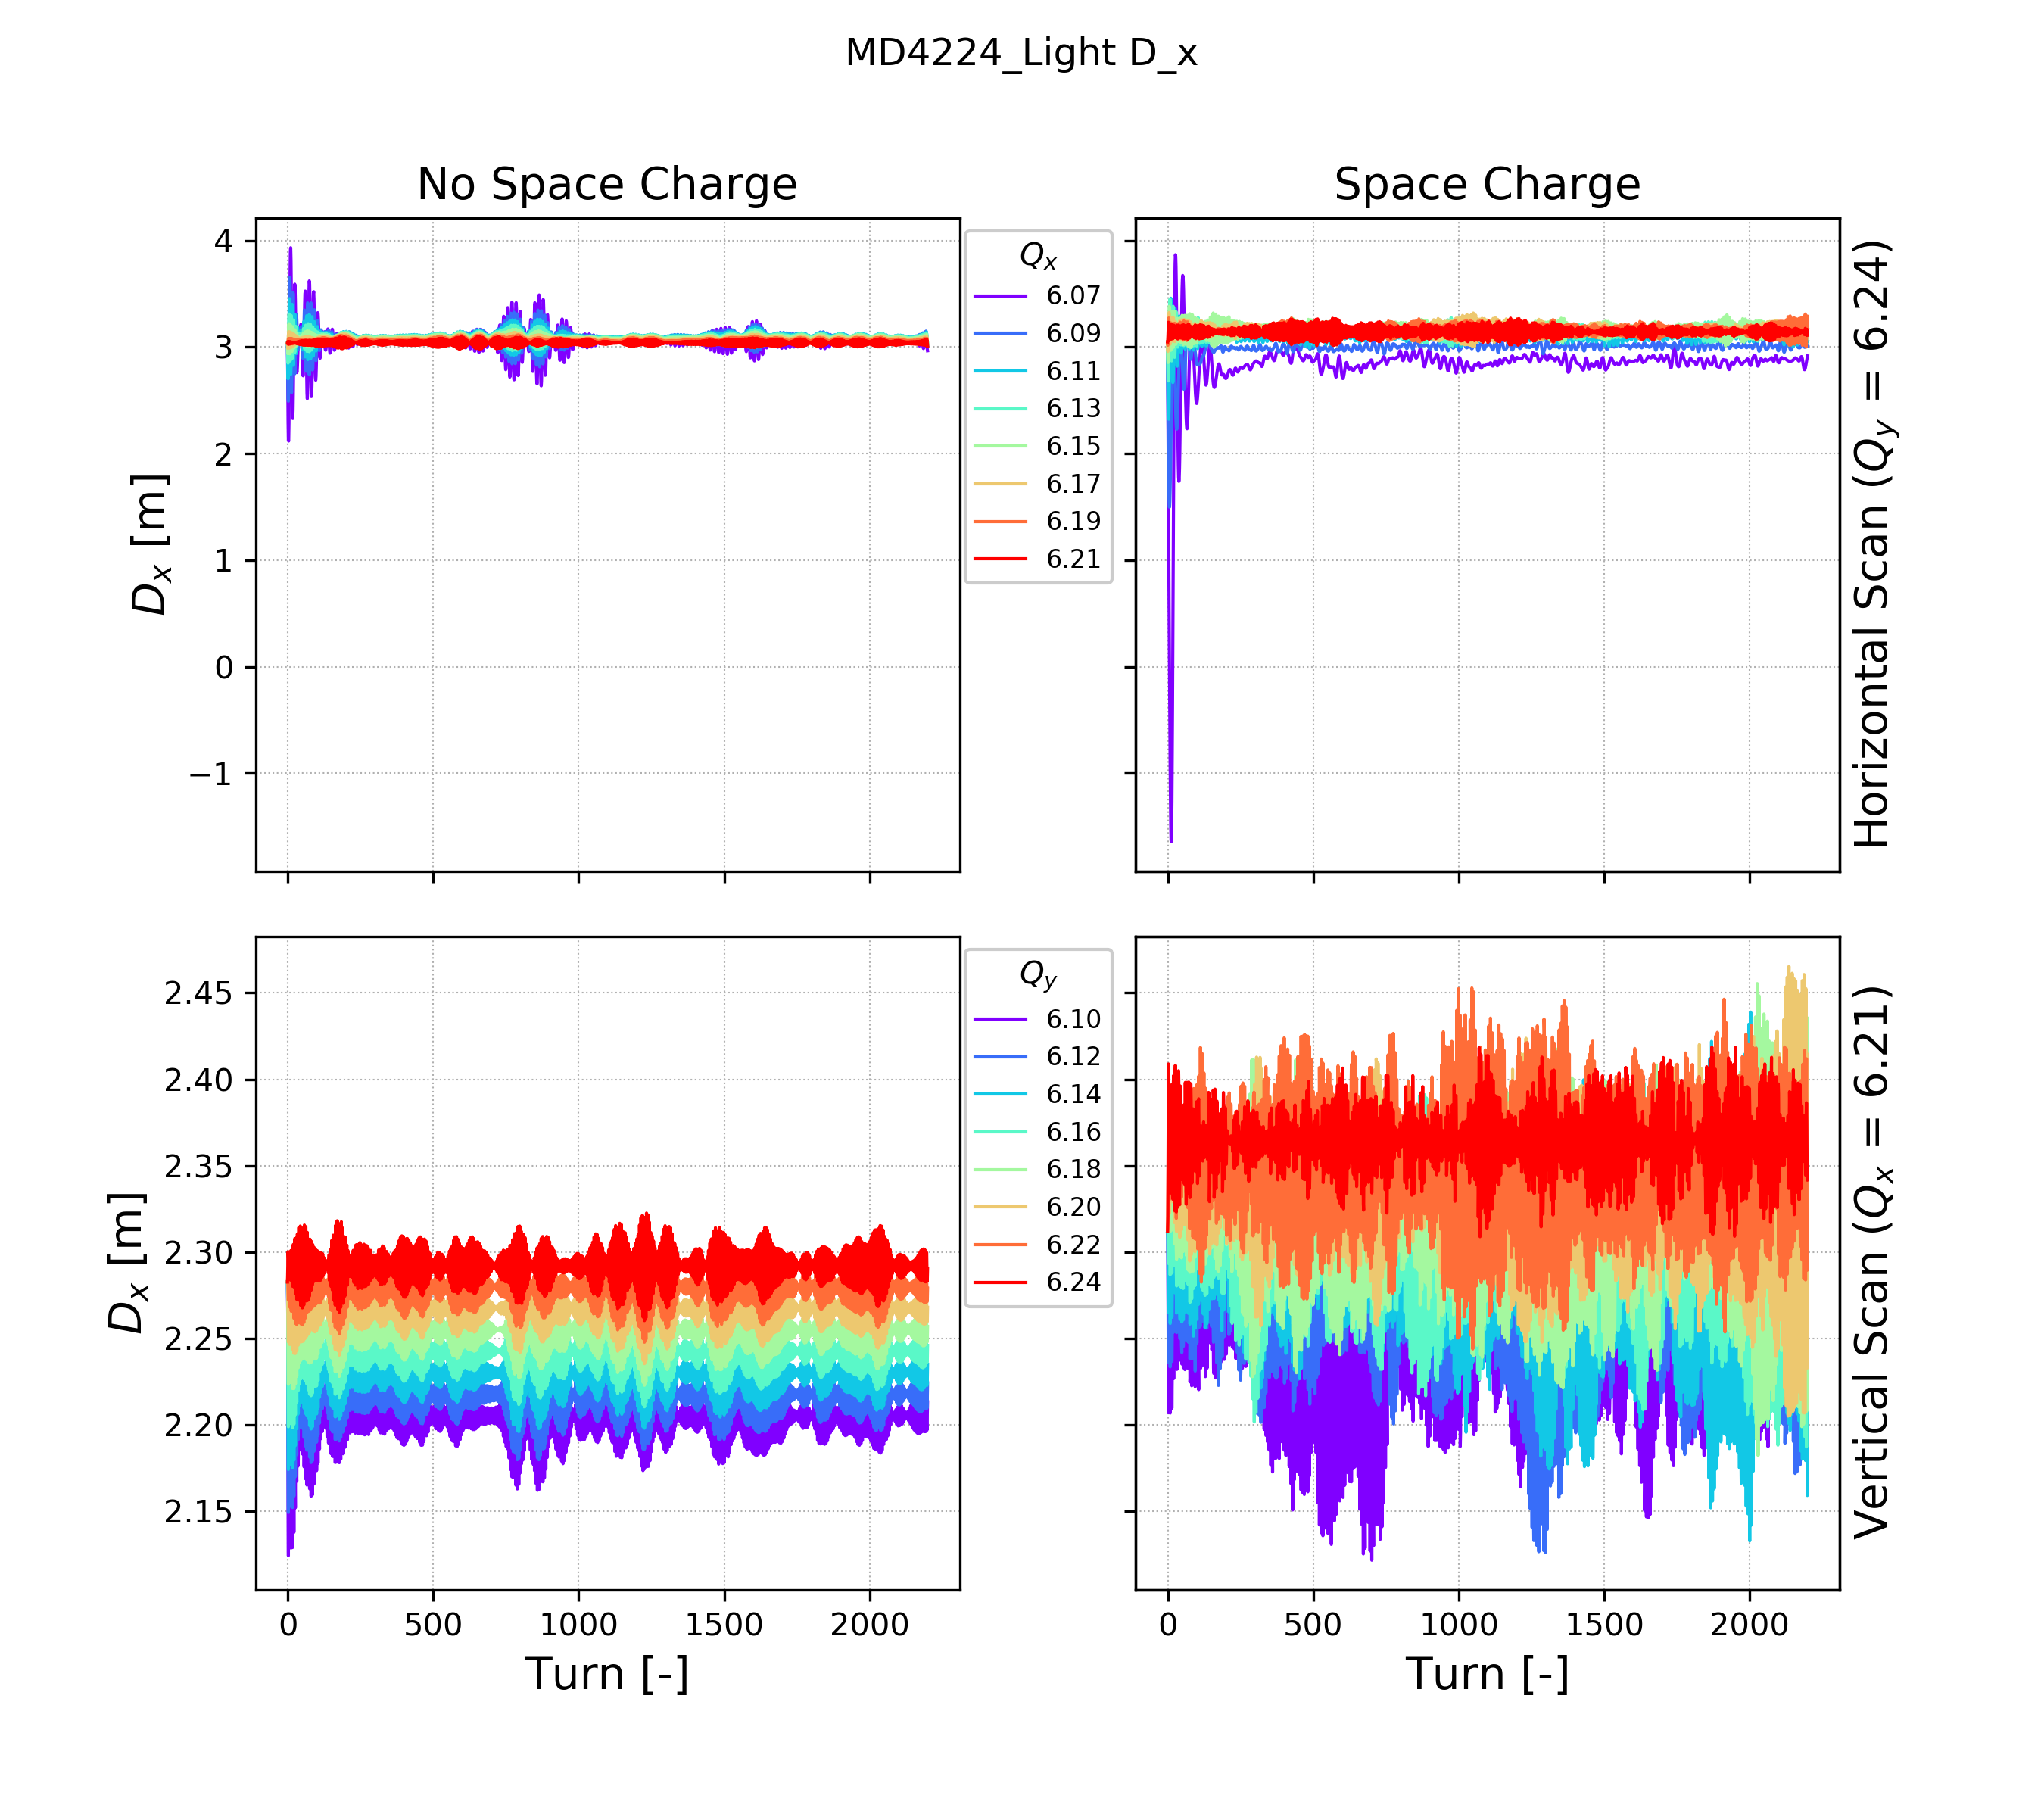 MD4224_Light D_x
No Space Charge
Space Charge
4
3
2
1
0
−1
D_x [m]
Q_x
6.07
6.09
6.11
6.13
6.15
6.17
6.19
6.21
Horizontal Scan (Q_y = 6.24)
2.45
2.40
2.35
2.30
2.25
2.20
2.15
D_x [m]
Q_y
6.10
6.12
6.14
6.16
6.18
6.20
6.22
6.24
Vertical Scan (Q_x = 6.21)
0 500 1000 1500 2000
0 500 1000 1500 2000
Turn [-]
Turn [-]